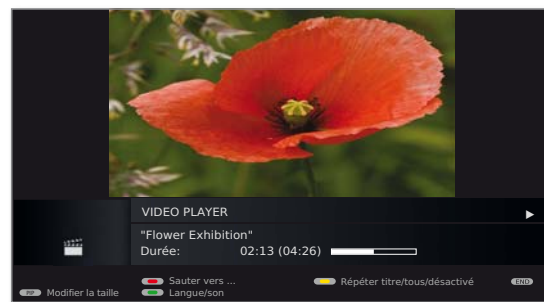 VIDEO PLAYER
"Flower Exhibition"
Durée: 02:13 (04:26)
Sauter vers ...
Répéter titre/tous/désactivé
END
PIP Modifier la taille
Langue/son